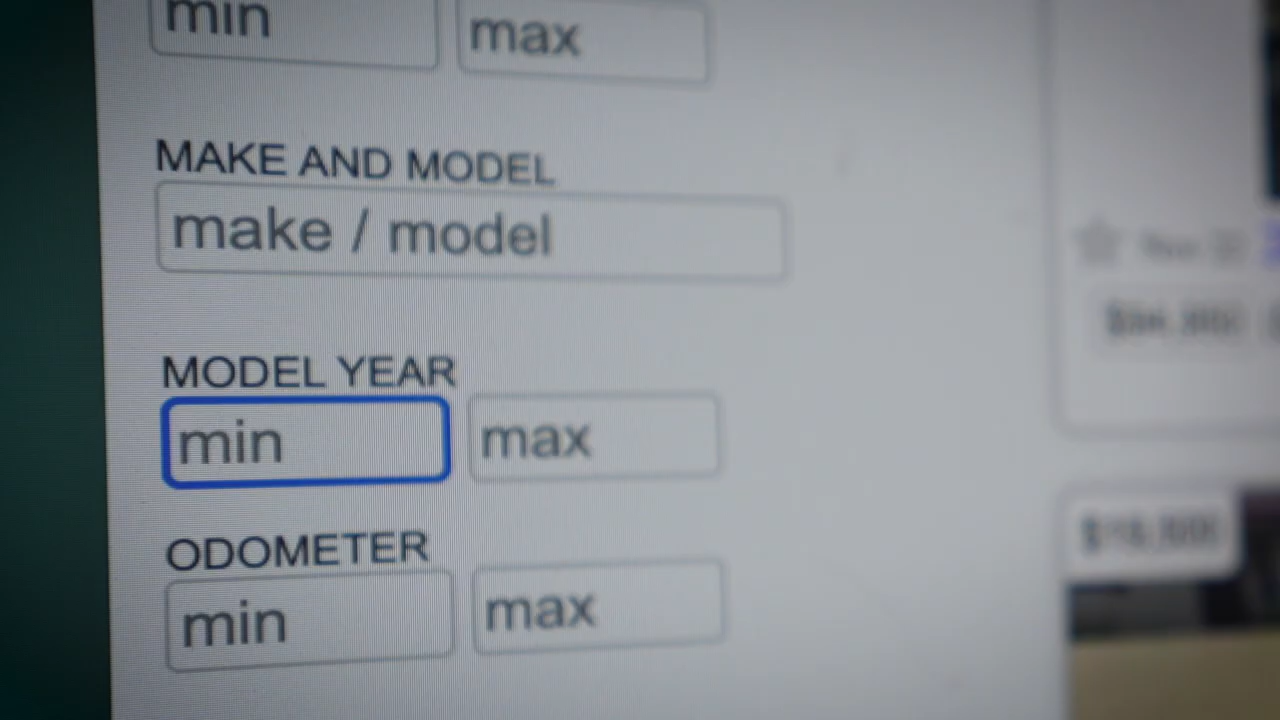 min max
MAKE AND MODEL
make / model
MODEL YEAR
min max
ODOMETER
min max